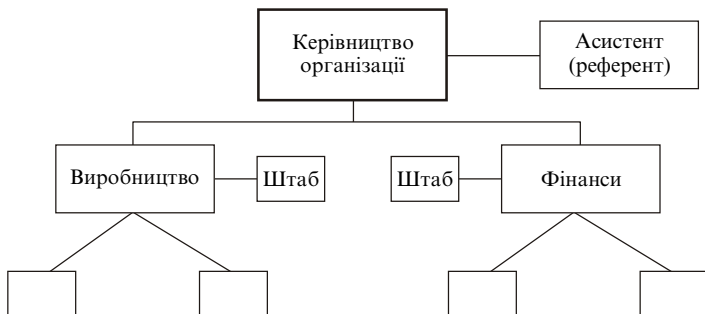 Керівництво
організації
Асистент
(референт)
Виробництво
Штаб
Штаб
Фінанси